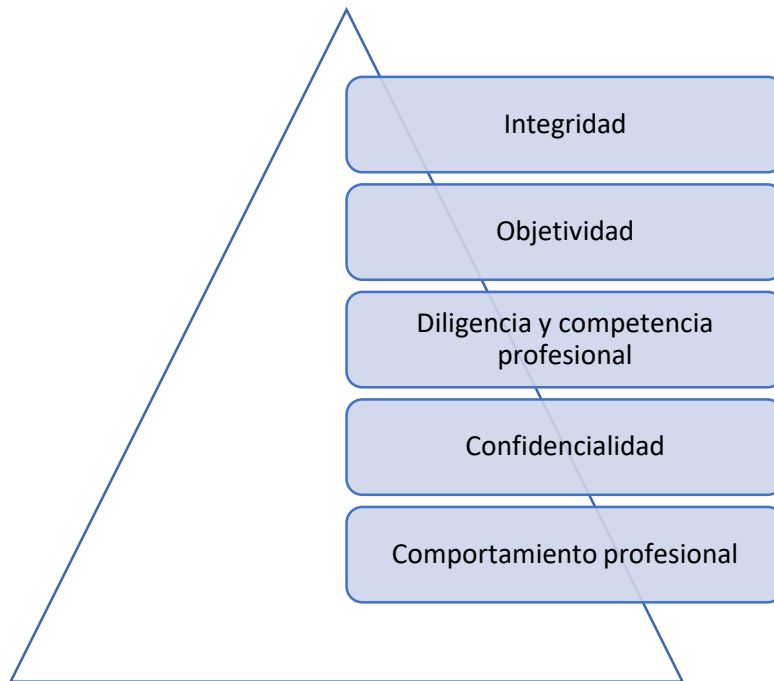 Integridad
Objetividad
Diligencia y competencia
profesional
Confidencialidad
Comportamiento profesional